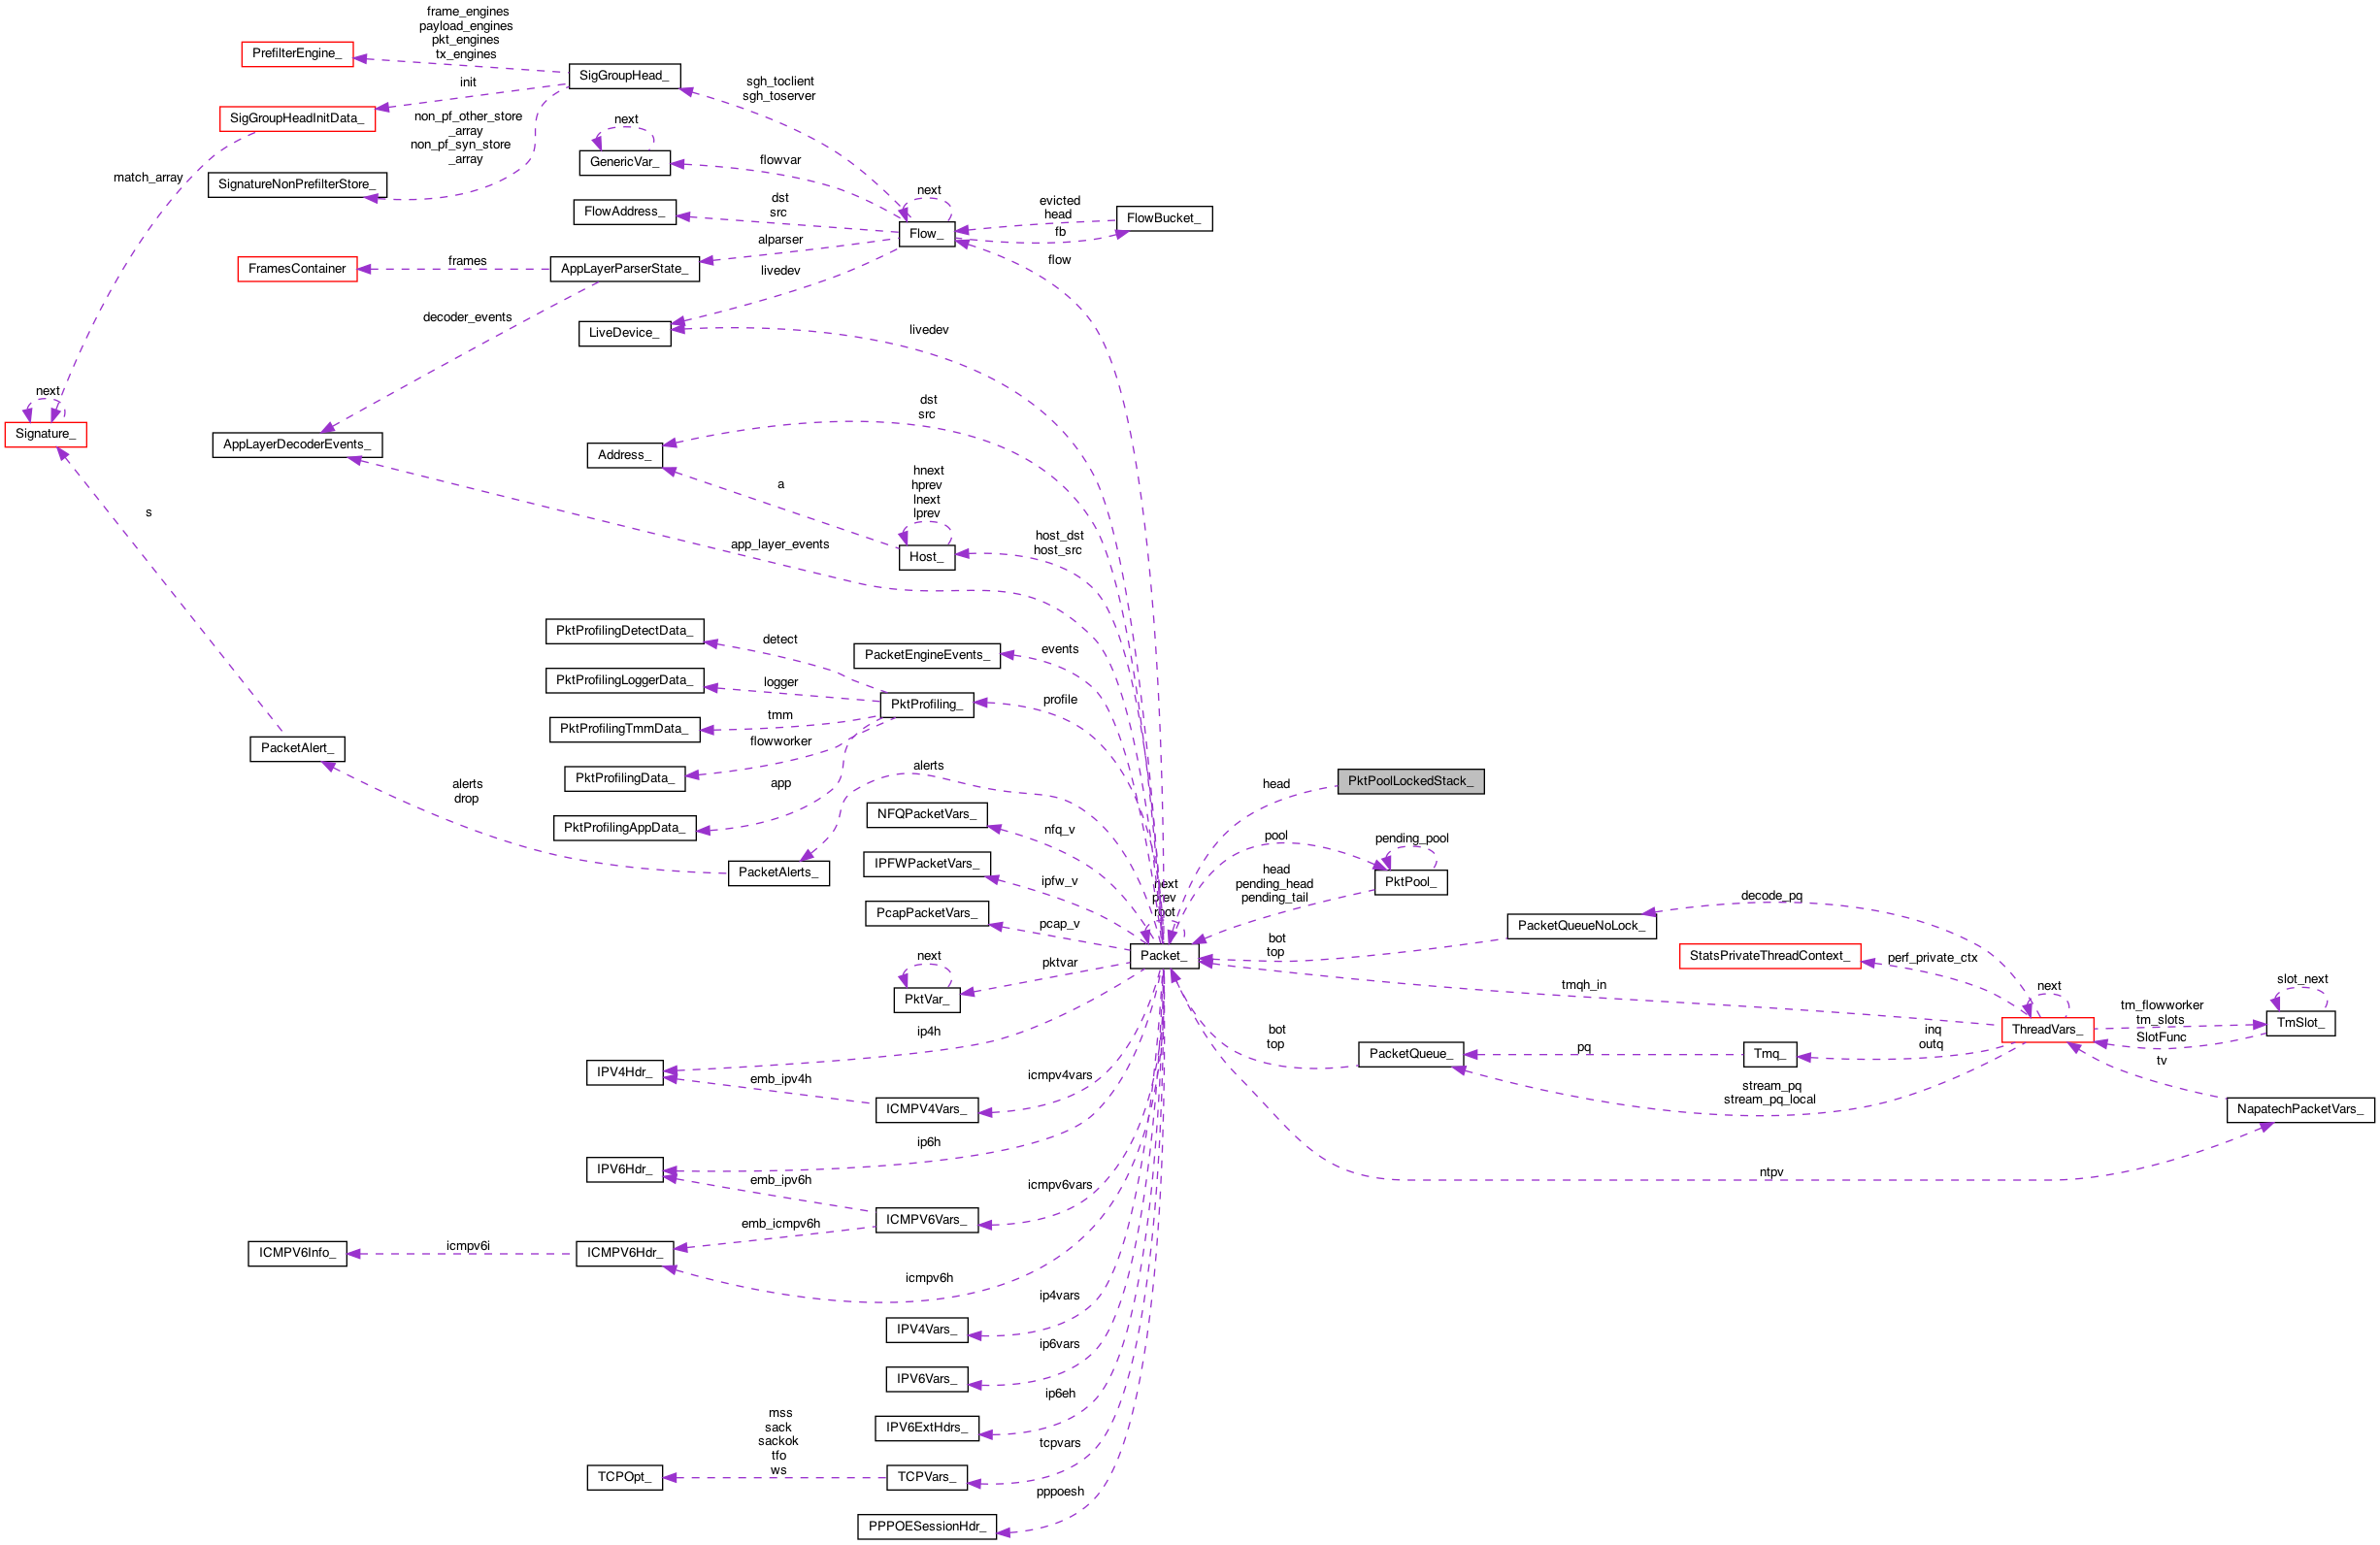 frame_engines
payload_engines
pkt_engines
tx_engines
PrefilterEngine_
SigGroupHead_
init
sgh_toclient
sgh_toserver
SigGroupHeadInitData_
non_pf_other_store
_array
non_pf_syn_store
_array
next
GenericVar_
flowvar
match_array
SignatureNonPrefilterStore_
next
dst
src
FlowAddress_
evicted
head
FlowBucket_
Flow_
fb
alparser
flow
frames
FramesContainer
AppLayerParserState_
livedev
decoder_events
LiveDevice_
livedev
next
Signature_
dst
src
AppLayerDecoderEvents_
Address_
hnext
hprev
lnext
lprev
a
s
app_layer_events
host_dst
host_src
Host_
PktProfilingDetectData_
detect
PacketEngineEvents_
events
PktProfilingLoggerData_
logger
PktProfiling_
profile
tmm
PktProfilingTmmData_
flowworker
PacketAlert_
alerts
PktProfilingData_
app
alerts
drop
head
PktPoolLockedStack_
NFQPacketVars_
nfq_v
PktProfilingAppData_
pool
pending_pool
IPFWPacketVars_
PacketAlerts_
ipfw_v
next
prev
root
head
pending_head
pending_tail
PktPool_
PcapPacketVars_
pcap_v
decode_pq
PacketQueueNoLock_
bot
top
Packet_
StatsPrivateThreadContext_
perf_private_ctx
next
pktvar
PktVar_
tmqh_in
next
slot_next
tm_flowworker
tm_slots
SlotFunc
TmSlot_
ThreadVars_
ip4h
bot
top
inq
outq
PacketQueue_
pq
Tmq_
tv
IPV4Hdr_
emb_ipv4h
icmpv4vars
stream_pq
stream_pq_local
ICMPV4Vars_
NapatechPacketVars_
ip6h
IPV6Hdr_
emb_ipv6h
icmpv6vars
ntpv
emb_icmpv6h
ICMPV6Vars_
ICMPV6Info_
icmpv6i
ICMPV6Hdr_
icmpv6h
ip4vars
IPV4Vars_
ip6vars
IPV6Vars_
ip6eh
IPV6ExtHdrs_
mss
sack
sackok
tfo
ws
tcpvars
TCPOpt_
TCPVars_
pppoesh
PPPOESessionHdr_